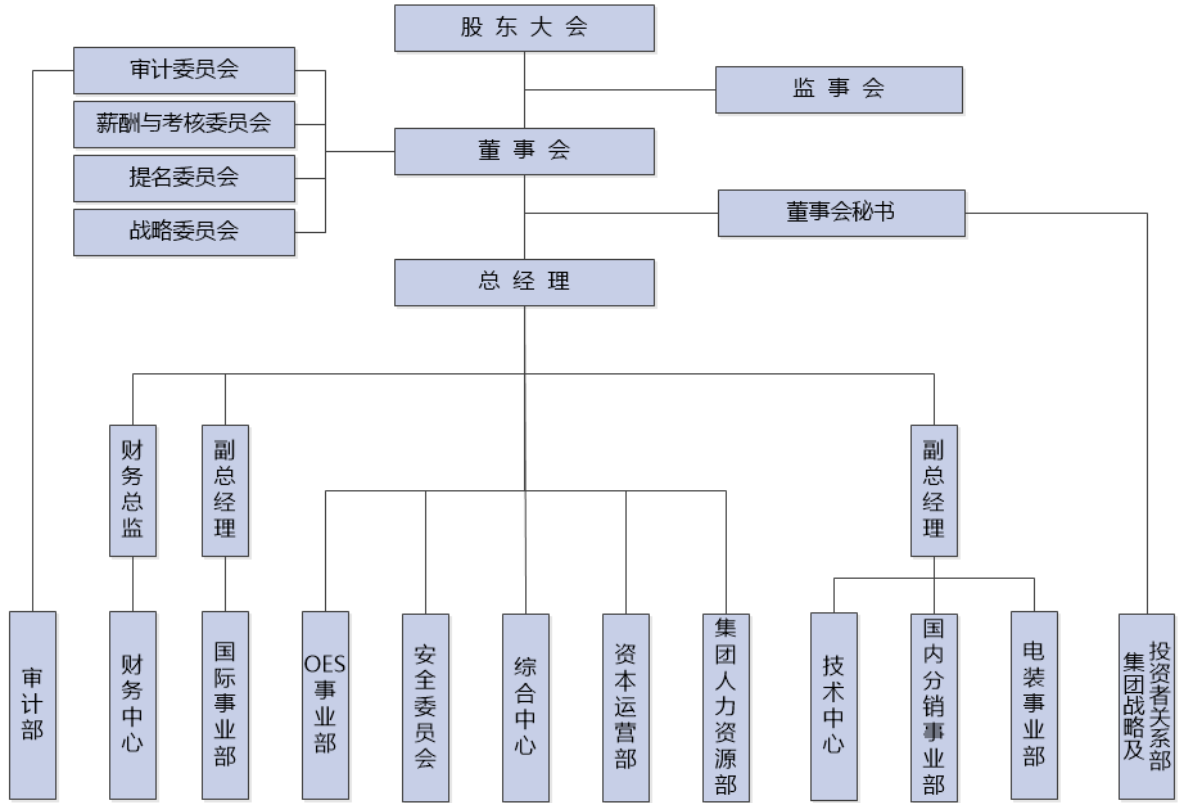 股东大会
审计委员会
监事会
薪酬与考核委员会
董事会
提名委员会
董事会秘书
战略委员会
总经理
财务总监
副总经理
副总经理
审计部
财务中心
国际事业部
OES
事业部
安全委员会
综合中心
资本运营部
集团人力资源部
技术中心
国内分销事业部
电装事业部
集团战略及
投资者关系部